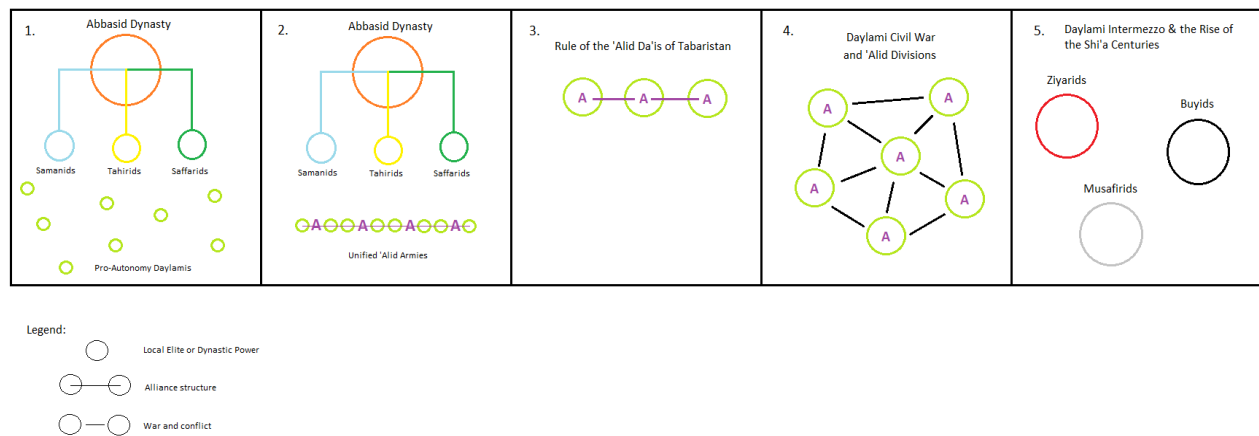 1.
Abbasid Dynasty
Samanids
Tahirids
Saffarids
Pro-Autonomy Daylamis
2.
Abbasid Dynasty
Samanids
Tahirids
Saffarids
A A A A
Unified 'Alid Armies
3.
Rule of the 'Alid Da'is of Tabaristan
A A A
4.
Daylami Civil War
and 'Alid Divisions
A A
A
A A
A
5.
Daylami Intermezzo & the Rise of
the Shi'a Centuries
Ziyarids
Buyids
Musafirids
Legend:
Local Elite or Dynastic Power
Alliance structure
War and conflict